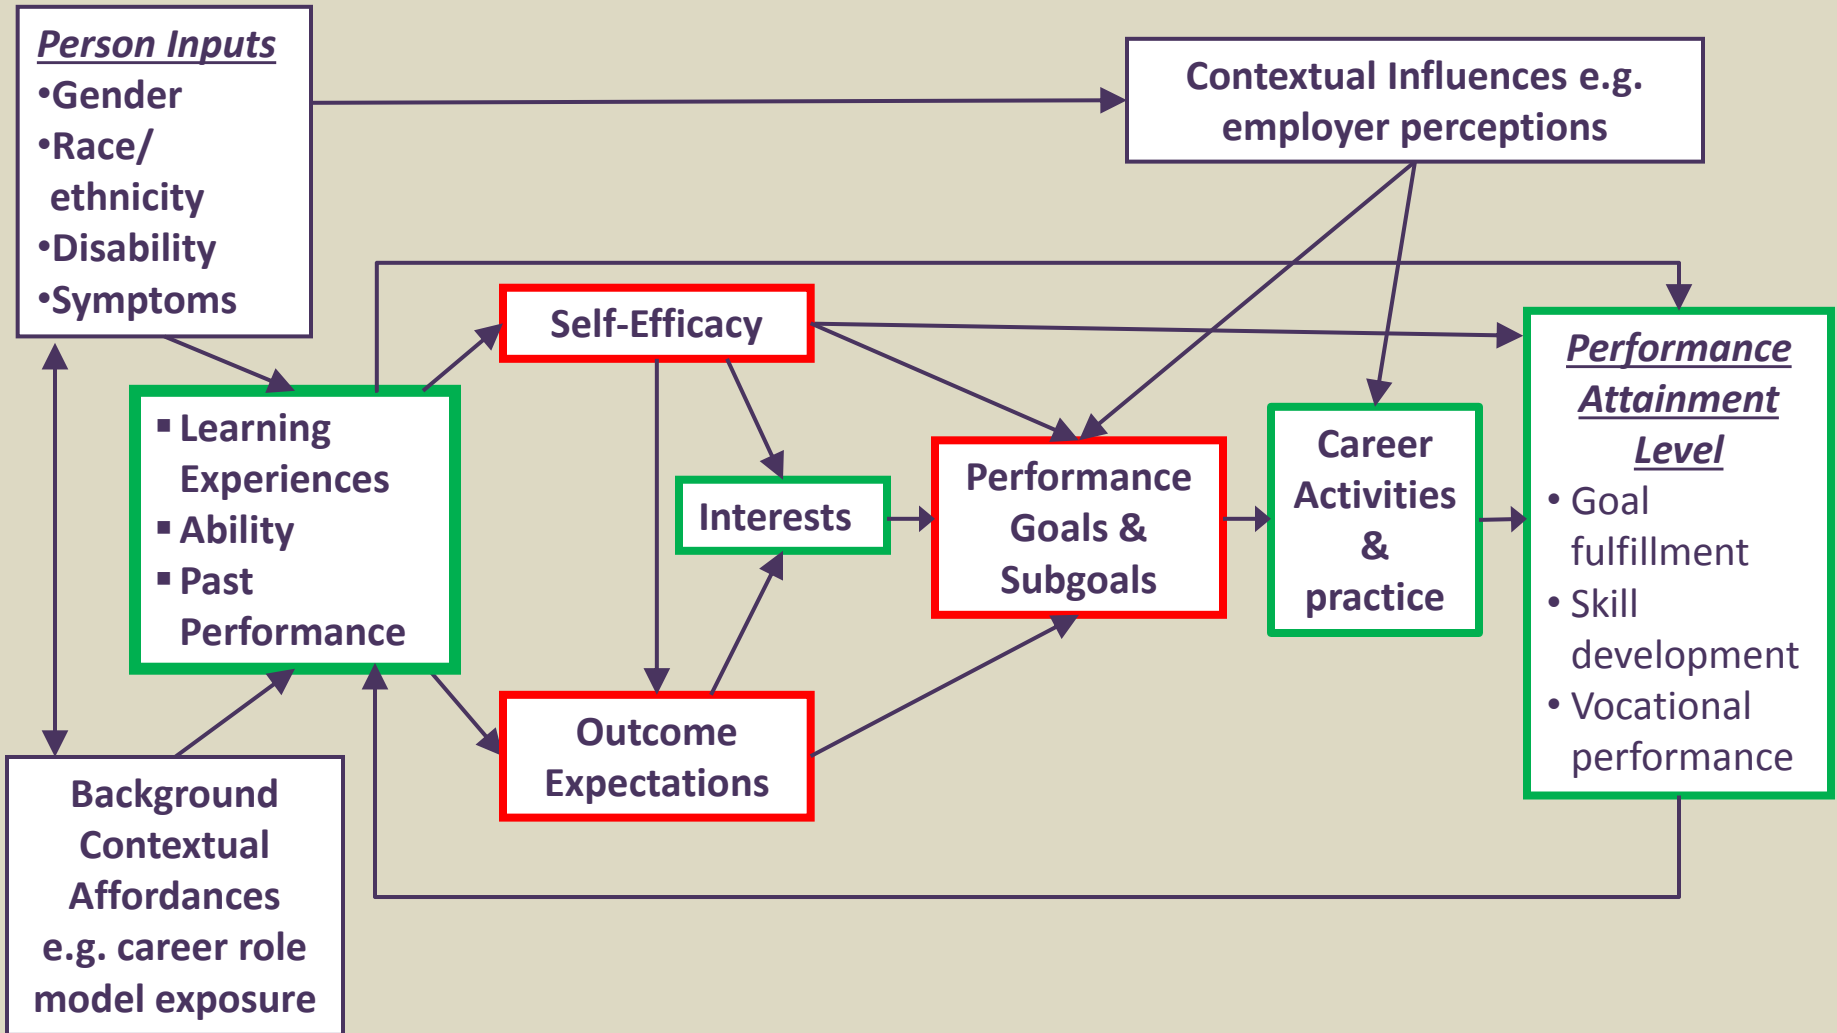 Person Inputs
•Gender
•Race/
ethnicity
•Disability
•Symptoms
Contextual Influences e.g.
employer perceptions
Self-Efficacy
▪ Learning
Experiences
▪ Ability
▪ Past
Performance
Interests
Outcome
Expectations
Performance
Goals &
Subgoals
Career
Activities
&
practice
Performance
Attainment
Level
• Goal
fulfillment
• Skill
development
• Vocational
performance
Background
Contextual
Affordances
e.g. career role
model exposure